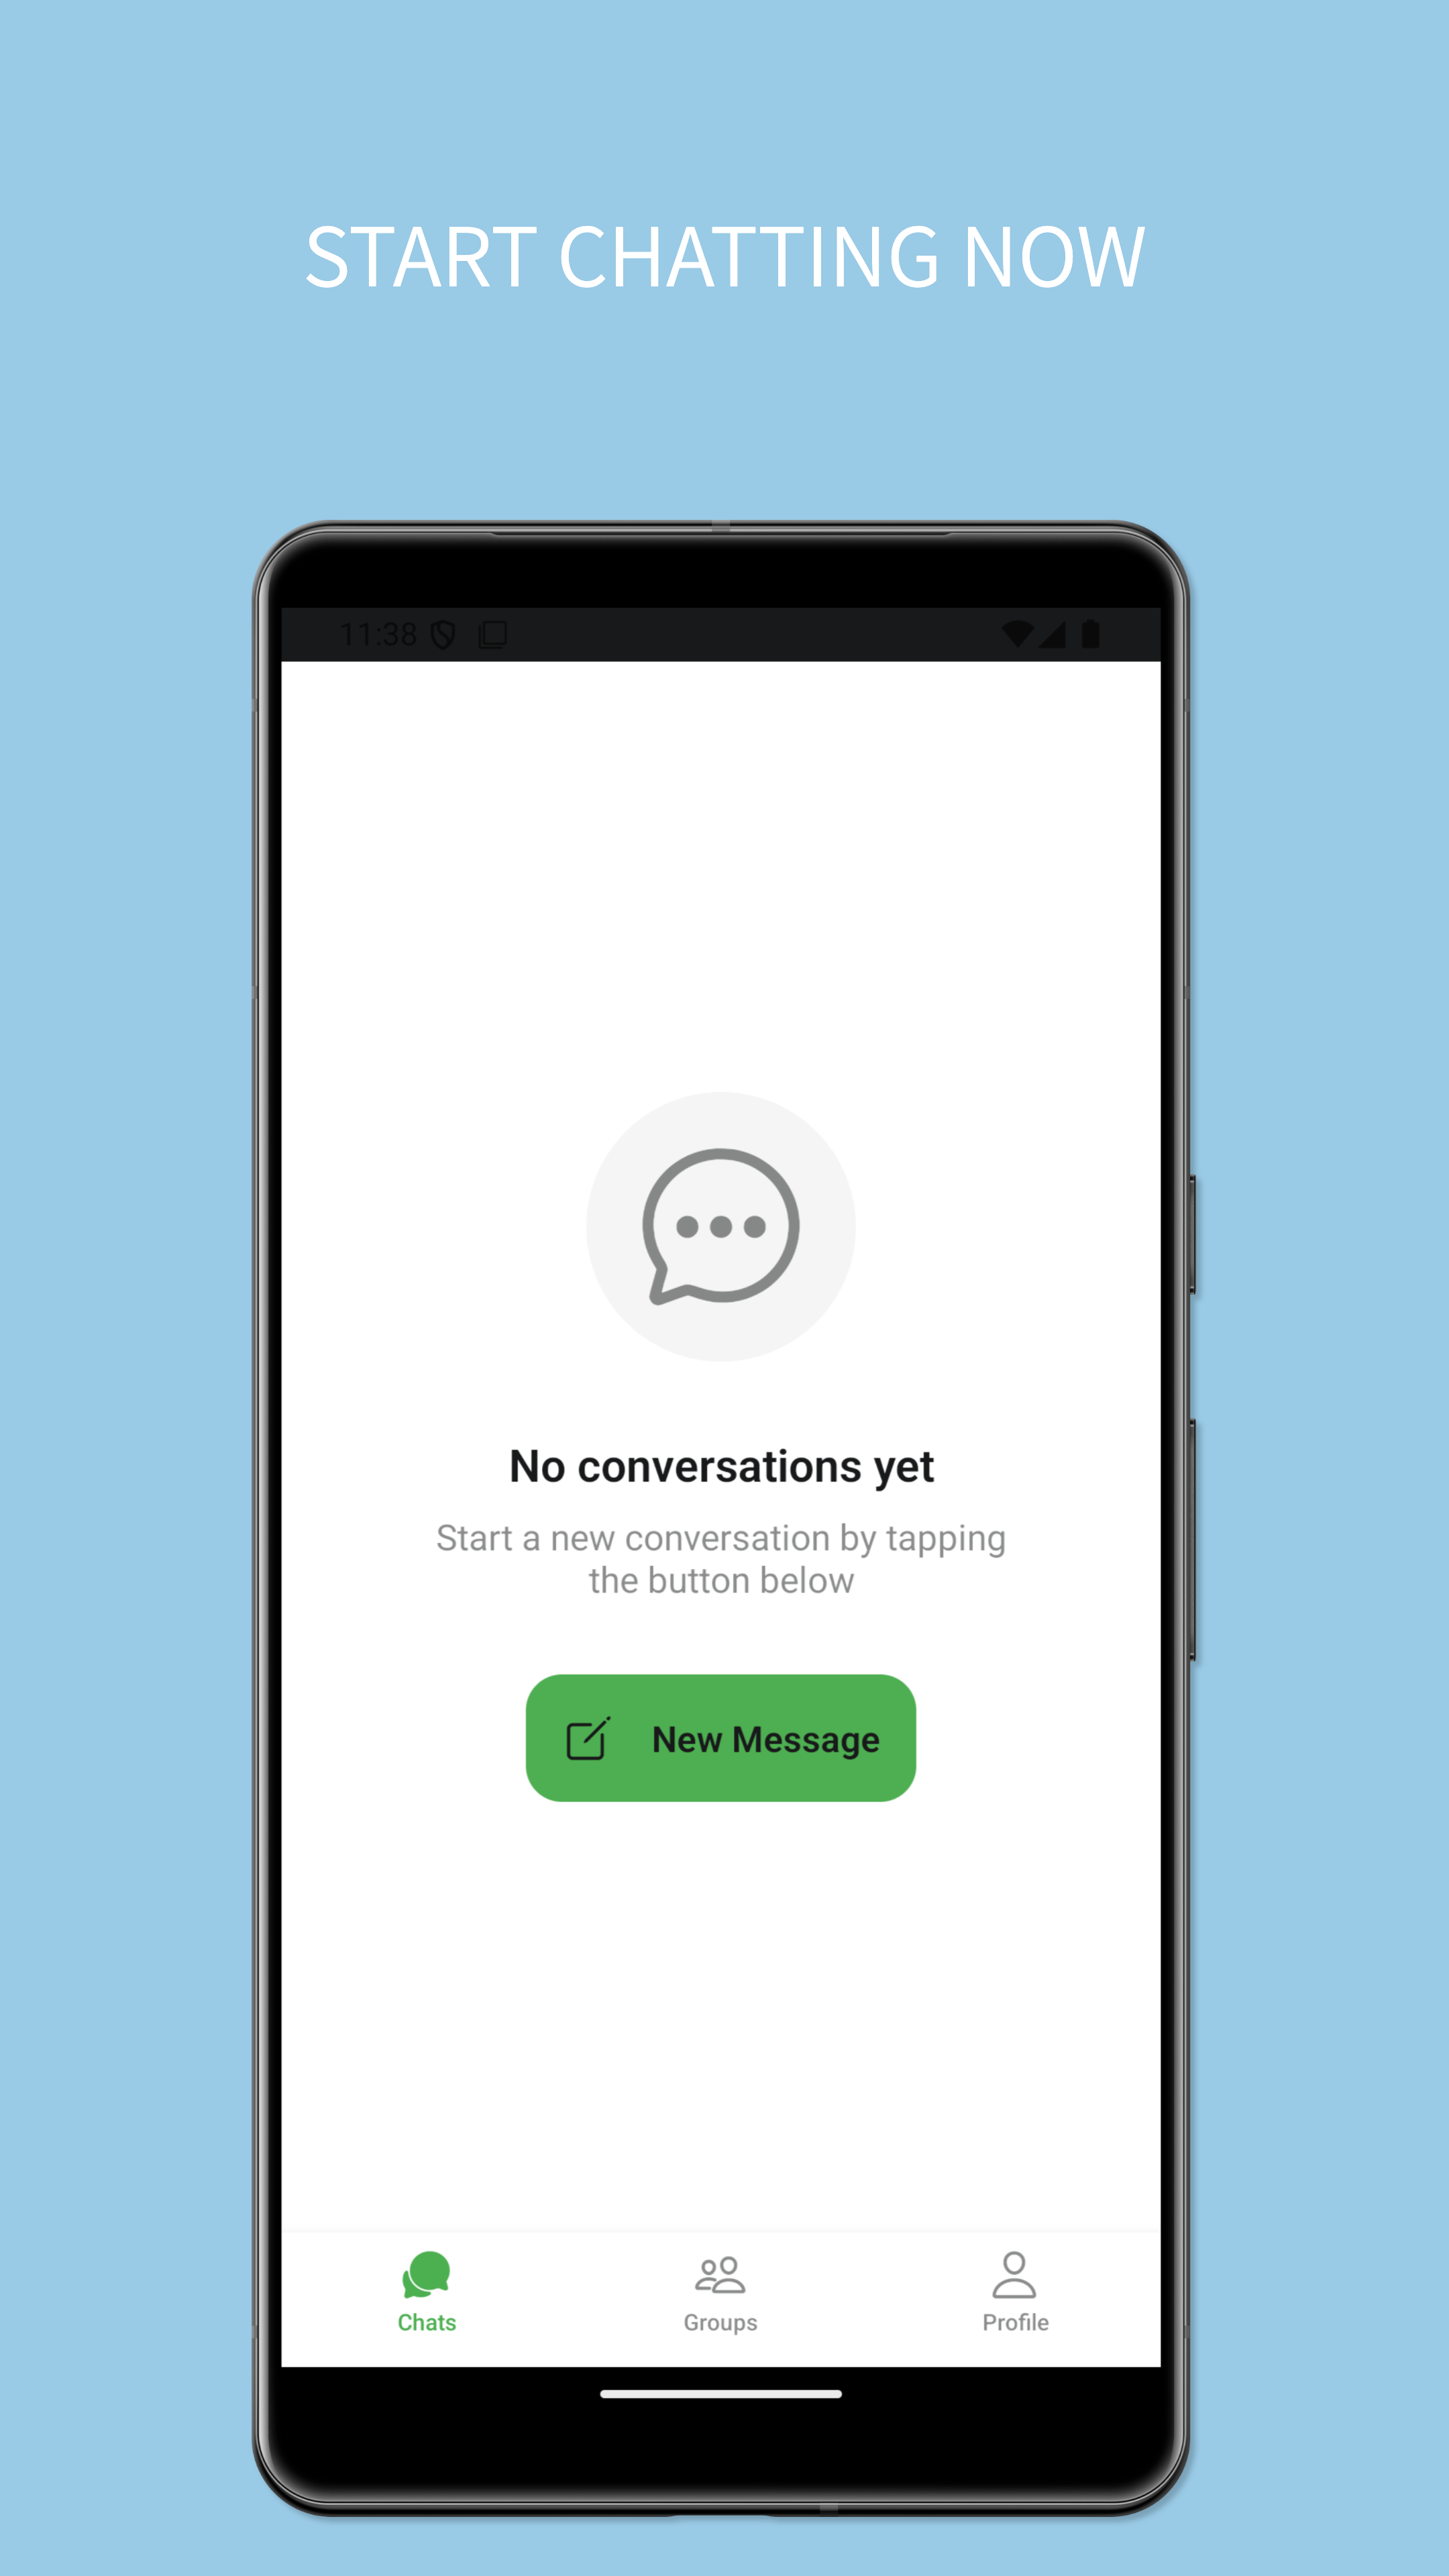 START CHATTING NOW
11:38
No conversations yet
Start a new conversation by tapping
the button below
New Message
Chats
Groups
Profile